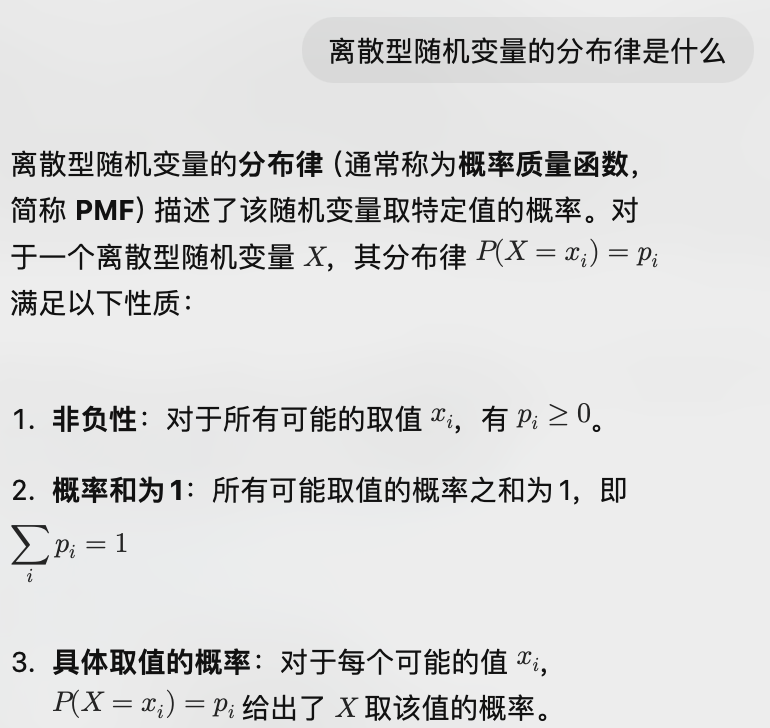 离散型随机变量的分布律是什么
离散型随机变量的分布律（通常称为概率质量函数，
简称 PMF）描述了该随机变量取特定值的概率。对
于一个离散型随机变量 X，其分布律 P(X = x_i) = p_i
满足以下性质：
1. 非负性：对于所有可能的取值 x_i，有 p_i ≥ 0。
2. 概率和为1：所有可能取值的概率之和为1，即
∑_i p_i = 1
3. 具体取值的概率：对于每个可能的值 x_i，
P(X = x_i) = p_i 给出了 X 取该值的概率。